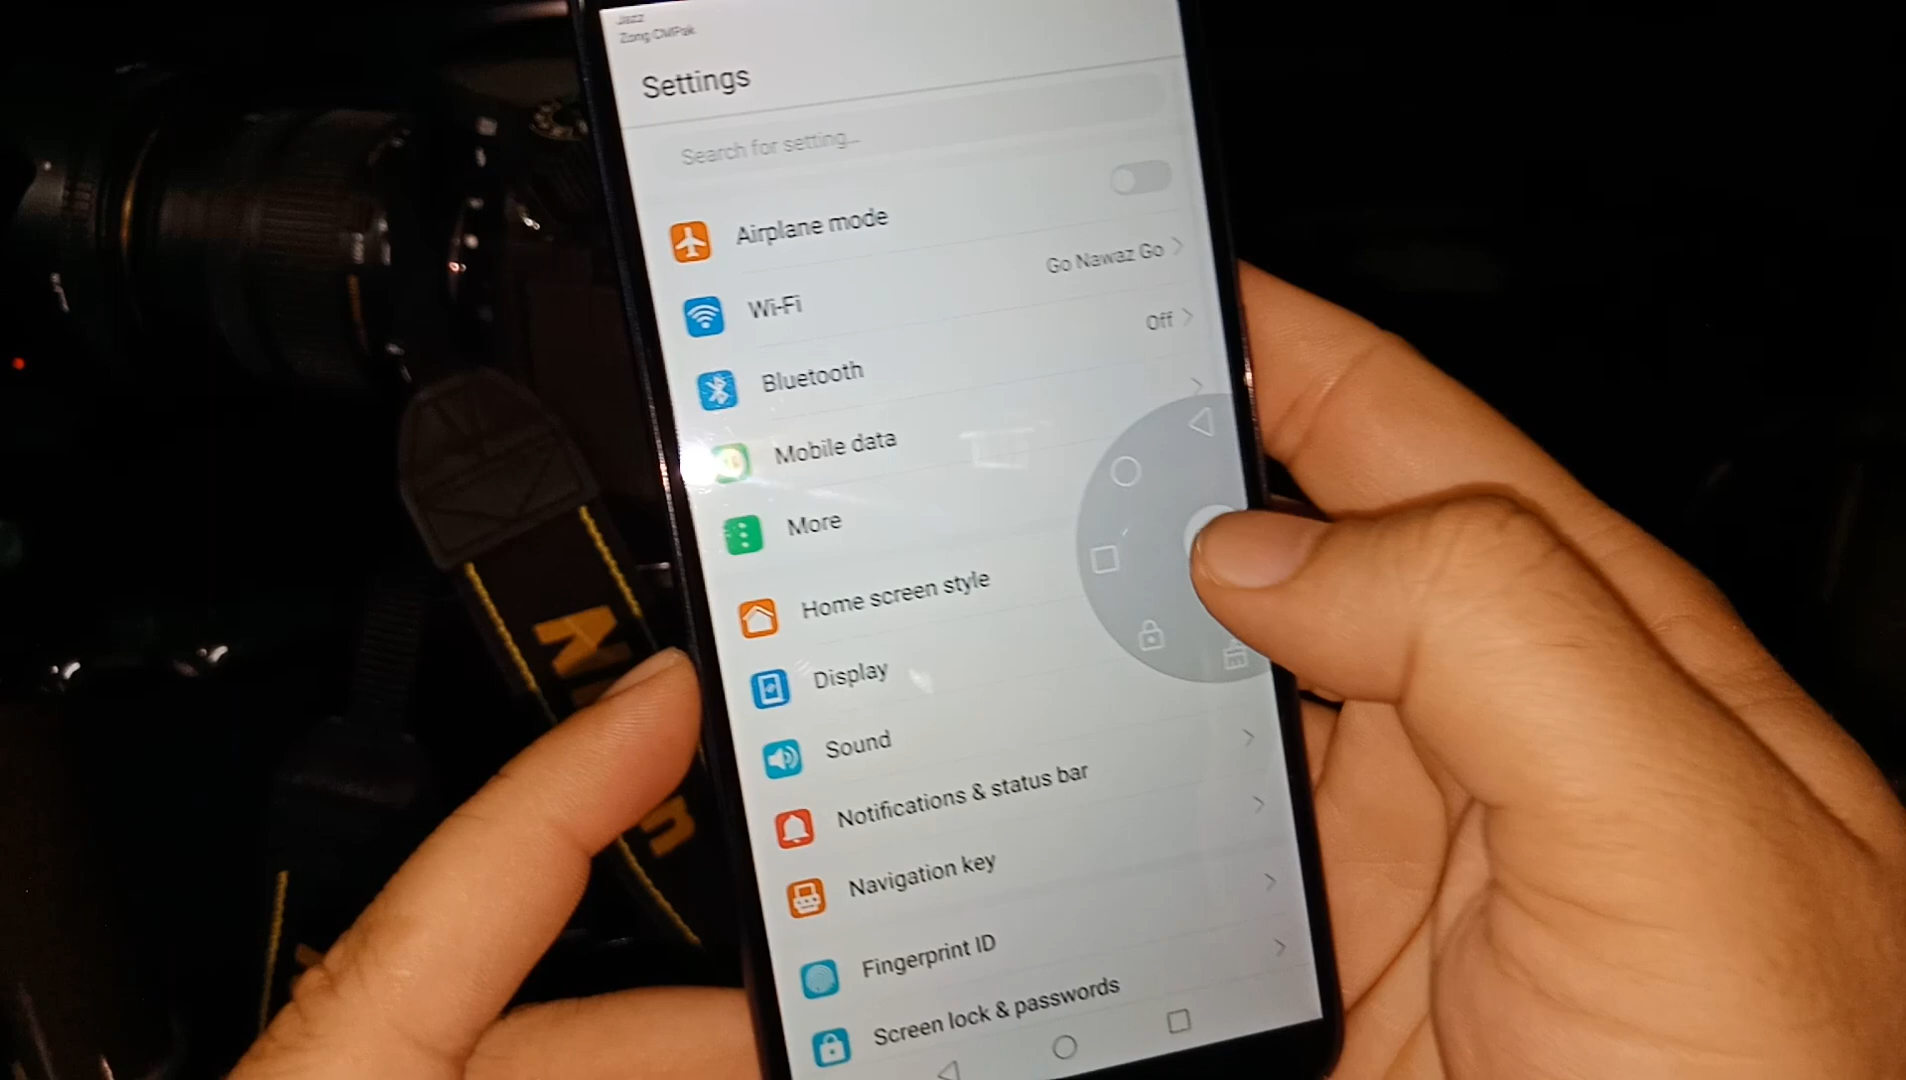 Jazz
Zong CMPak
Settings
Search for setting...
Airplane mode
Wi-Fi
Go Nawaz Go
Bluetooth
Off
Mobile data
More
Home screen style
Display
Sound
Notifications & status bar
Navigation key
Fingerprint ID
Screen lock & passwords